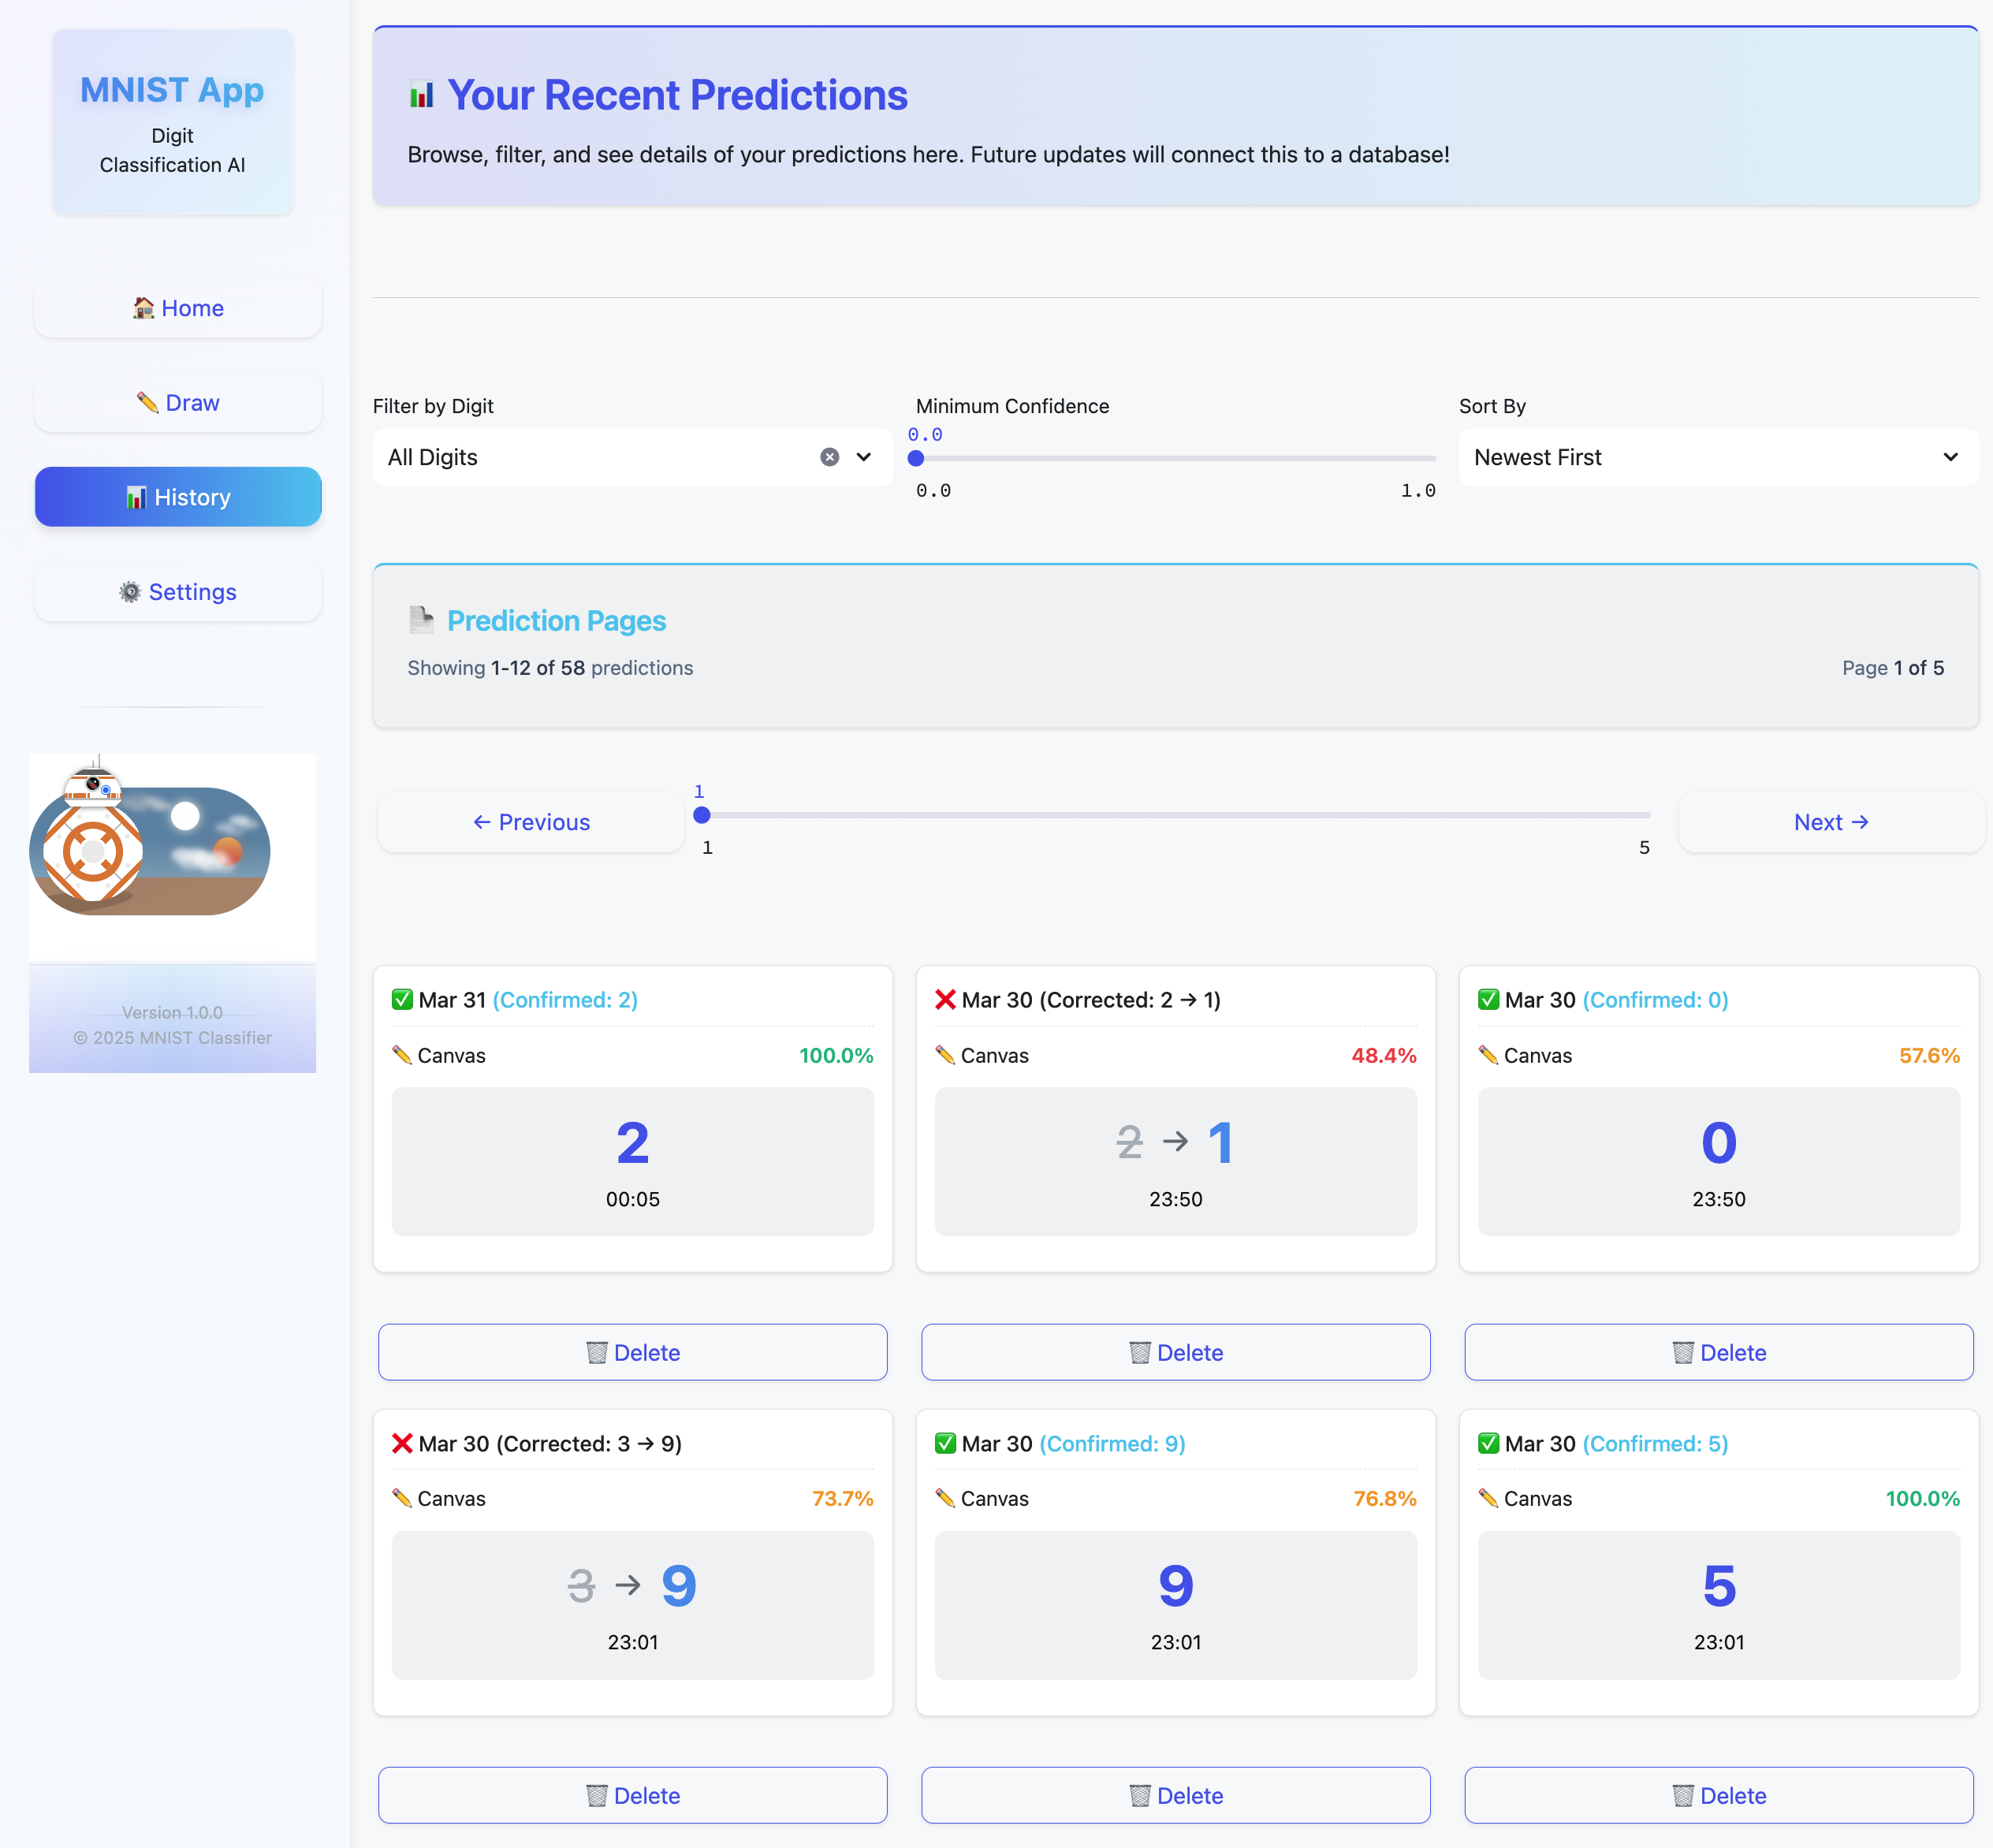 MNIST App
Digit
Classification AI
🏠 Home
✏️ Draw
📊 History
⚙️ Settings
Version 1.0.0
© 2025 MNIST Classifier
📊 Your Recent Predictions
Browse, filter, and see details of your predictions here. Future updates will connect this to a database!
Filter by Digit
All Digits
Minimum Confidence
0.0
0.0 1.0
Sort By
Newest First
📄 Prediction Pages
Showing 1-12 of 58 predictions
Page 1 of 5
← Previous
1
1 5
Next →
✅ Mar 31 (Confirmed: 2)
✏️ Canvas 100.0%
2
00:05
🗑️ Delete
❌ Mar 30 (Corrected: 2 → 1)
✏️ Canvas 48.4%
2 → 1
23:50
🗑️ Delete
✅ Mar 30 (Confirmed: 0)
✏️ Canvas 57.6%
0
23:50
🗑️ Delete
❌ Mar 30 (Corrected: 3 → 9)
✏️ Canvas 73.7%
3 → 9
23:01
🗑️ Delete
✅ Mar 30 (Confirmed: 9)
✏️ Canvas 76.8%
9
23:01
🗑️ Delete
✅ Mar 30 (Confirmed: 5)
✏️ Canvas 100.0%
5
23:01
🗑️ Delete